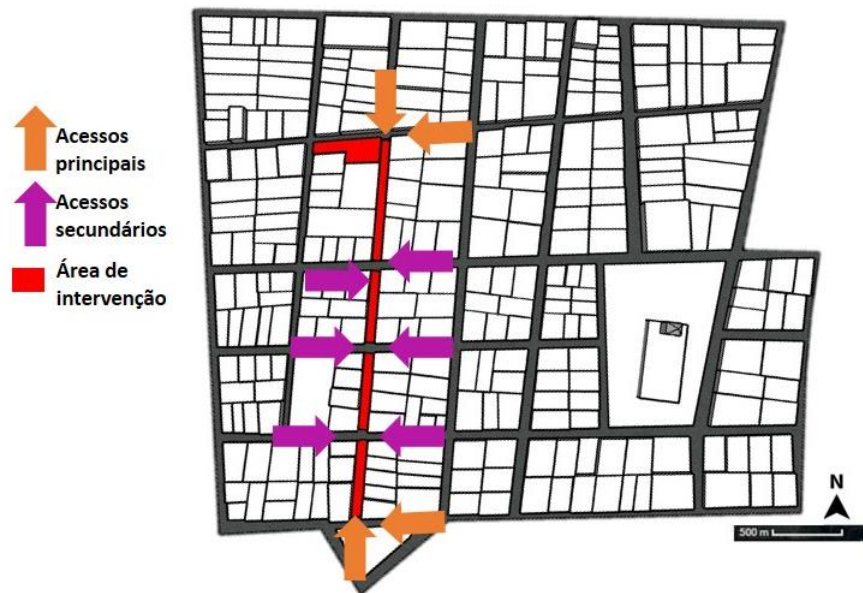 Acessos
principais
Acessos
secundários
Área de
intervenção
N
500 m